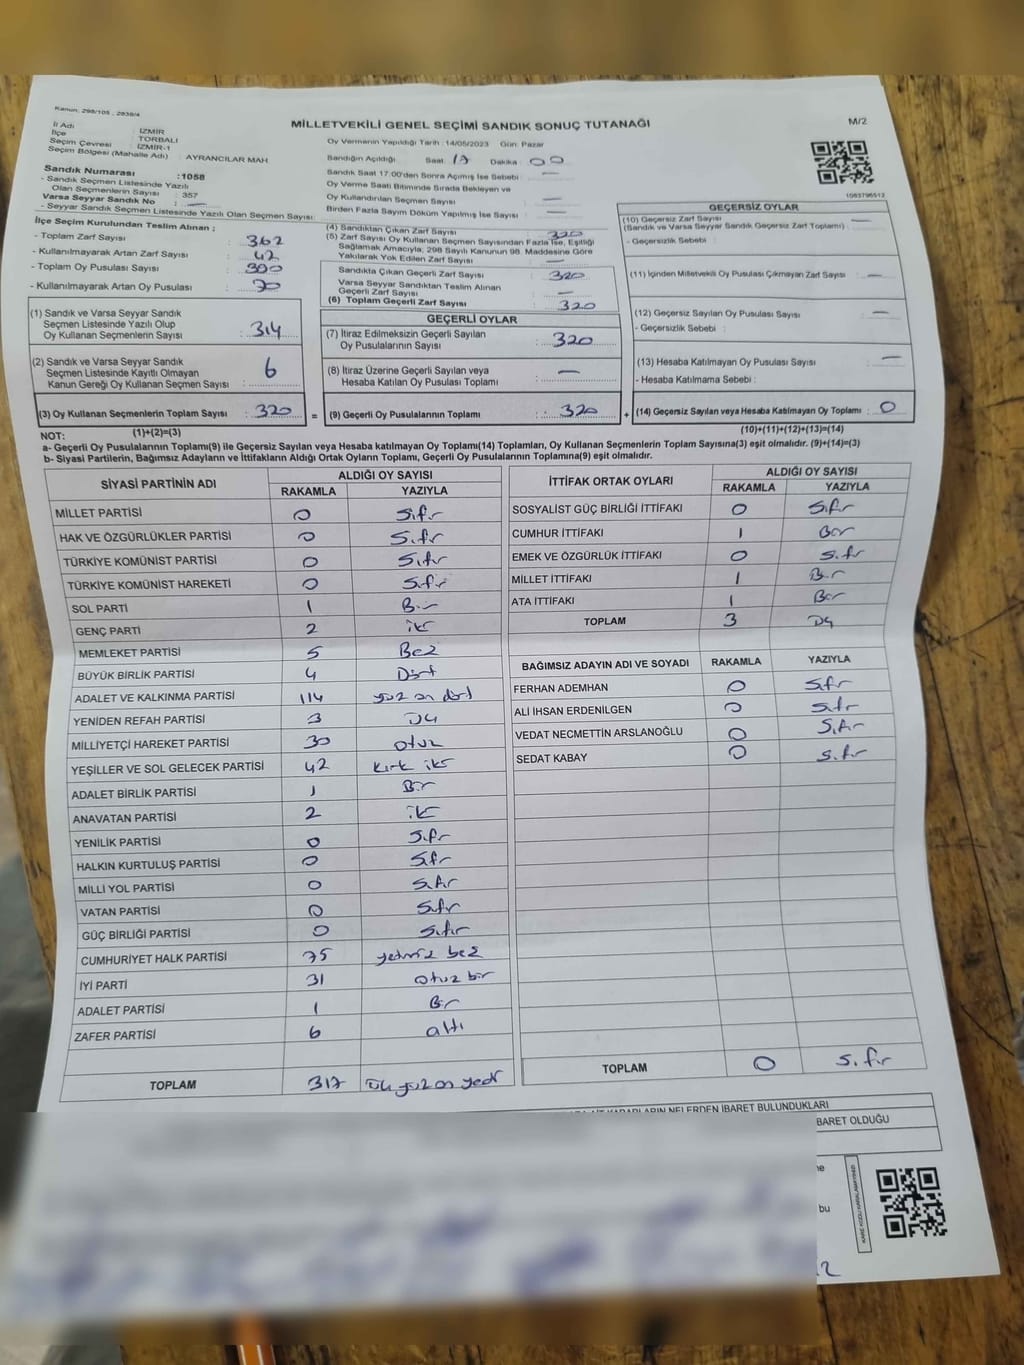 Kanun: 298/105 - 2839/4
M/2
MİLLETVEKİLİ GENEL SEÇİMİ SANDIK SONUÇ TUTANAĞI
İl Adı : İZMİR
İlçe : TORBALI
Seçim Çevresi : İZMİR-1
Seçim Bölgesi (Mahalle Adı) : AYRANCILAR MAH
Sandık Numarası : 1058
- Sandık Seçmen Listesinde Yazılı
Olan Seçmenlerin Sayısı : 357
Varsa Seyyar Sandık No : —
- Seyyar Sandık Seçmen Listesinde Yazılı Olan Seçmen Sayısı:
İlçe Seçim Kurulundan Teslim Alınan ;
- Toplam Zarf Sayısı : 362
- Kullanılmayarak Artan Zarf Sayısı : 42
- Toplam Oy Pusulası Sayısı : 390
- Kullanılmayarak Artan Oy Pusulası : 70
(1) Sandık ve Varsa Seyyar Sandık
Seçmen Listesinde Yazılı Olup
Oy Kullanan Seçmenlerin Sayısı : 314
(2) Sandık ve Varsa Seyyar Sandık
Seçmen Listesinde Kayıtlı Olmayan
Kanun Gereği Oy Kullanan Seçmen Sayısı : 6
Oy Vermenin Yapıldığı Tarih : 14/05/2023 Gün: Pazar
Sandığın Açıldığı Saat: 17 Dakika : 00
Sandık Saat 17:00'den Sonra Açımış İse Sebebi : —
Oy Verme Saati Bitiminde Sırada Bekleyen ve
Oy Kullandırılan Seçmen Sayısı : —
Birden Fazla Sayım Döküm Yapılmış İse Sayısı : —
(4) Sandıktan Çıkan Zarf Sayısı : 320
(5) Zarf Sayısı Oy Kullanan Seçmen Sayısından Fazla İse, Eşitliği
Sağlamak Amacıyla, 298 Sayılı Kanunun 98. Maddesine Göre
Yakılarak Yok Edilen Zarf Sayısı : —
Sandıkta Çıkan Geçerli Zarf Sayısı : 320
Varsa Seyyar Sandıktan Teslim Alınan
Geçerli Zarf Sayısı : —
(6) Toplam Geçerli Zarf Sayısı : 320
GEÇERLİ OYLAR
(7) İtiraz Edilmeksizin Geçerli Sayılan
Oy Pusulalarının Sayısı : 320
(8) İtiraz Üzerine Geçerli Sayılan veya
Hesaba Katılan Oy Pusulası Toplamı : —
1063796512
GEÇERSİZ OYLAR
(10) Geçersiz Zarf Sayısı : —
(Sandık ve Varsa Seyyar Sandık Geçersiz Zarf Toplamı)
- Geçersizlik Sebebi :
(11) İçinden Milletvekili Oy Pusulası Çıkmayan Zarf Sayısı : —
(12) Geçersiz Sayılan Oy Pusulası Sayısı : —
- Geçersizlik Sebebi :
(13) Hesaba Katılmayan Oy Pusulası Sayısı : —
- Hesaba Katılmama Sebebi :
(3) Oy Kullanan Seçmenlerin Toplam Sayısı : 320 = (9) Geçerli Oy Pusulalarının Toplamı : 320 + (14) Geçersiz Sayılan veya Hesaba Katılmayan Oy Toplamı : 0
(1)+(2)=(3) (10)+(11)+(12)+(13)=(14)
NOT:
a- Geçerli Oy Pusulalarının Toplamı(9) ile Geçersiz Sayılan veya Hesaba katılmayan Oy Toplamı(14) Toplamları, Oy Kullanan Seçmenlerin Toplam Sayısına(3) eşit olmalıdır. (9)+(14)=(3)
b- Siyasi Partilerin, Bağımsız Adayların ve İttifakların Aldığı Ortak Oyların Toplamı, Geçerli Oy Pusulalarının Toplamına(9) eşit olmalıdır.
SİYASİ PARTİNİN ADI ALDIĞI OY SAYISI
RAKAMLA YAZIYLA
MİLLET PARTİSİ 0 Sıfır
HAK VE ÖZGÜRLÜKLER PARTİSİ 0 Sıfır
TÜRKİYE KOMÜNİST PARTİSİ 0 Sıfır
TÜRKİYE KOMÜNİST HAREKETİ 0 Sıfır
SOL PARTİ 1 Bir
GENÇ PARTİ 2 iki
MEMLEKET PARTİSİ 5 Beş
BÜYÜK BİRLİK PARTİSİ 4 Dört
ADALET VE KALKINMA PARTİSİ 114 yüz on dört
YENİDEN REFAH PARTİSİ 3 üç
MİLLİYETÇİ HAREKET PARTİSİ 30 otuz
YEŞİLLER VE SOL GELECEK PARTİSİ 42 kırk iki
ADALET BİRLİK PARTİSİ 1 Bir
ANAVATAN PARTİSİ 2 iki
YENİLİK PARTİSİ 0 Sıfır
HALKIN KURTULUŞ PARTİSİ 0 Sıfır
MİLLİ YOL PARTİSİ 0 Sıfır
VATAN PARTİSİ 0 Sıfır
GÜÇ BİRLİĞİ PARTİSİ 0 Sıfır
CUMHURİYET HALK PARTİSİ 75 yetmiş beş
İYİ PARTİ 31 otuz bir
ADALET PARTİSİ 1 Bir
ZAFER PARTİSİ 6 altı
TOPLAM 317 üç yüz on yedi
İTTİFAK ORTAK OYLARI ALDIĞI OY SAYISI
RAKAMLA YAZIYLA
SOSYALİST GÜÇ BİRLİĞİ İTTİFAKI 0 Sıfır
CUMHUR İTTİFAKI 1 Bir
EMEK VE ÖZGÜRLÜK İTTİFAKI 0 Sıfır
MİLLET İTTİFAKI 1 Bir
ATA İTTİFAKI 1 Bir
TOPLAM 3 üç
BAĞIMSIZ ADAYIN ADI VE SOYADI RAKAMLA YAZIYLA
FERHAN ADEMHAN 0 Sıfır
ALİ İHSAN ERDENİLGEN 0 Sıfır
VEDAT NECMETTİN ARSLANOĞLU 0 Sıfır
SEDAT KABAY 0 Sıfır
TOPLAM 0 Sıfır
NELERDEN İBARET BULUNDUKLARI
BARET OLDUĞU
bu